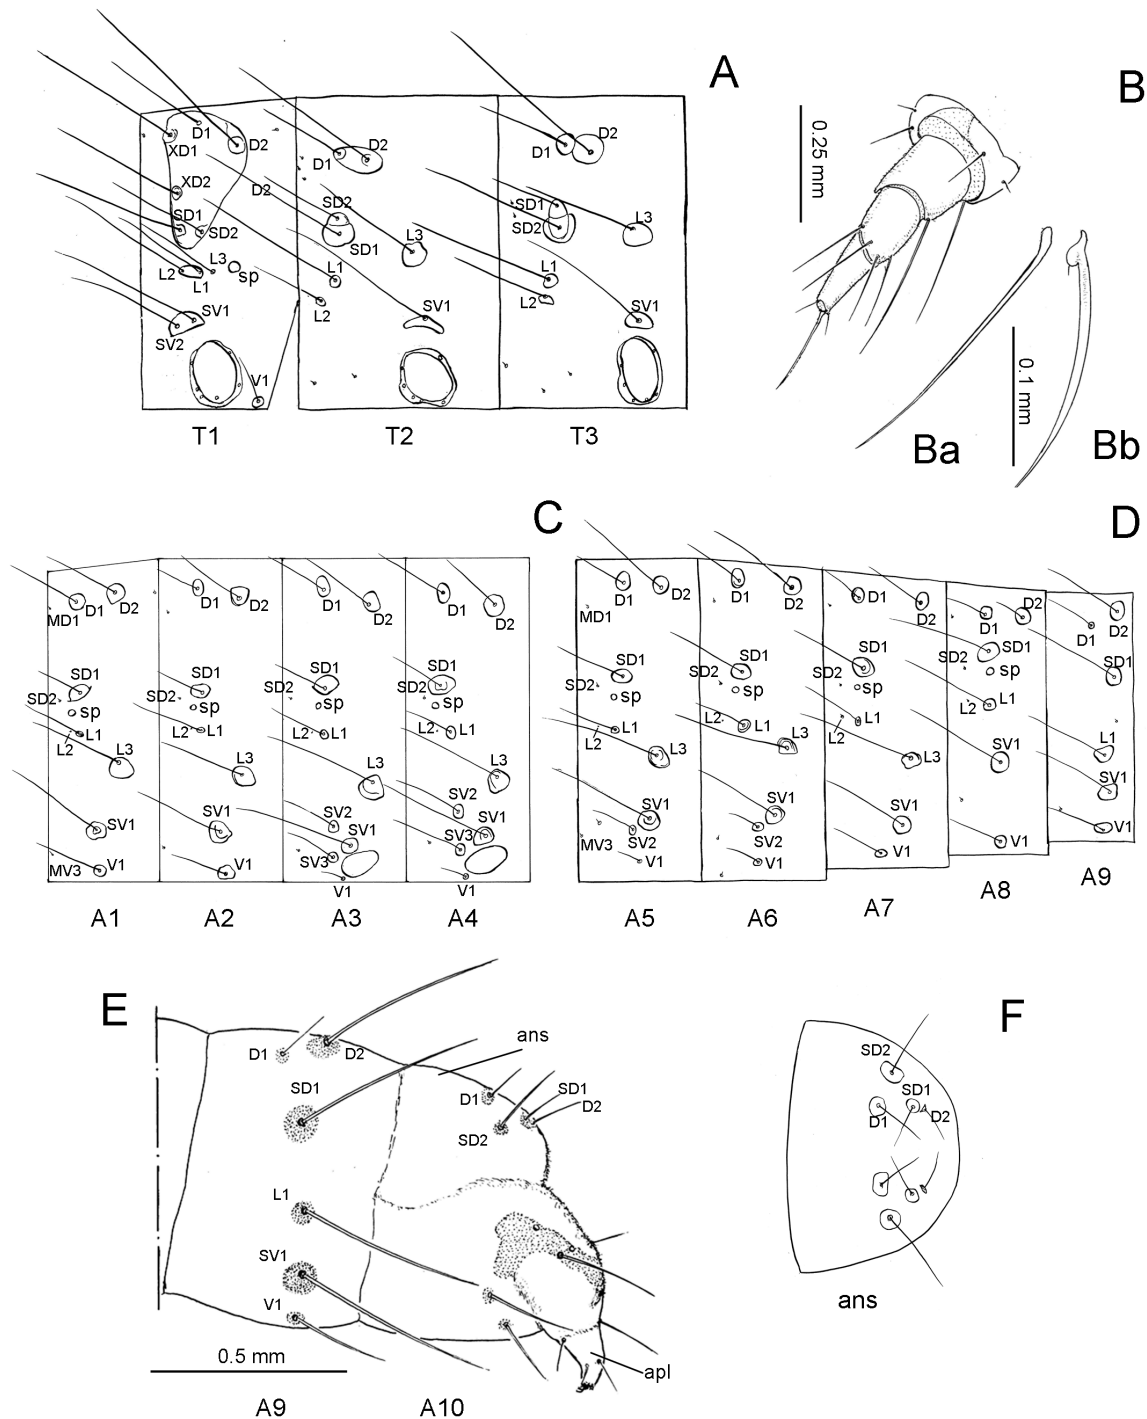 A
D1
D2
XD1
XD2
SD1
SD2
L3
L2
L1
sp
SV1
SV2
V1
T1
D1
D2
D2
SD2
SD1
L3
L1
L2
SV1
T2
D2
D1
SD1
SD2
L3
L1
L2
SV1
T3
B
0.25 mm
0.1 mm
Ba
Bb
C
D1
D2
MD1
SD1
SD2
sp
L1
L2
L3
SV1
MV3
V1
A1
D1
D2
SD1
SD2
sp
L1
L2
L3
SV1
V1
A2
D1
D2
SD1
SD2
sp
L2
L1
L3
SV2
SV1
SV3
V1
A3
D1
D2
SD1
SD2
sp
L2
L1
L3
SV2
SV1
SV3
V1
A4
D
D1
D2
MD1
SD1
SD2
sp
L1
L2
L3
SV1
SV2
MV3
V1
A5
D1
D2
SD1
SD2
sp
L2
L1
L3
SV1
SV2
V1
A6
D1
D2
SD1
SD2
sp
L1
L2
L3
SV1
V1
A7
D2
D1
SD1
SD2
sp
L1
L2
SV1
V1
A8
D2
D1
SD1
L1
SV1
V1
A9
E
D1
D2
ans
SD1
D1
SD1
D2
SD2
L1
SV1
V1
apl
0.5 mm
A9
A10
F
SD2
SD1
D1
D2
ans